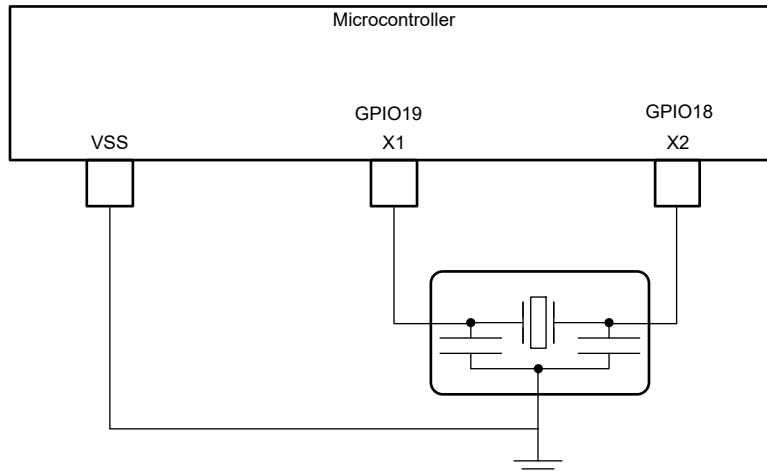 Microcontroller
GPIO19
GPIO18
VSS
X1
X2